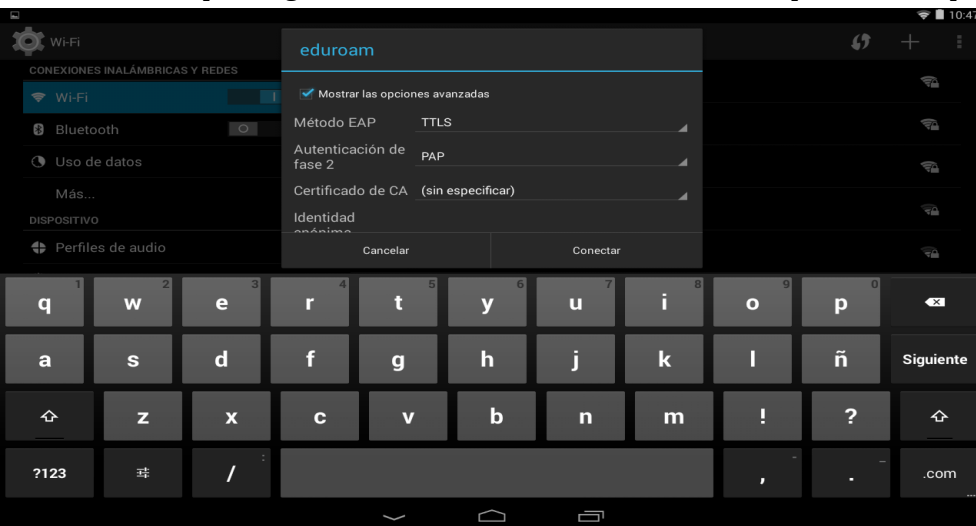 10:47
Wi-Fi
CONEXIONES INALÁMBRICAS Y REDES
Wi-Fi
Bluetooth
Uso de datos
Más...
DISPOSITIVO
Perfiles de audio
eduroam
Mostrar las opciones avanzadas
Método EAP TTLS
Autenticación de
fase 2 PAP
Certificado de CA (sin especificar)
Identidad
anónima
Cancelar Conectar
1 2 3 4 5 6 7 8 9 0
q w e r t y u i o p
a s d f g h j k l ñ Siguiente
z x c v b n m ! ?
?123 / : , - . _ .com ...